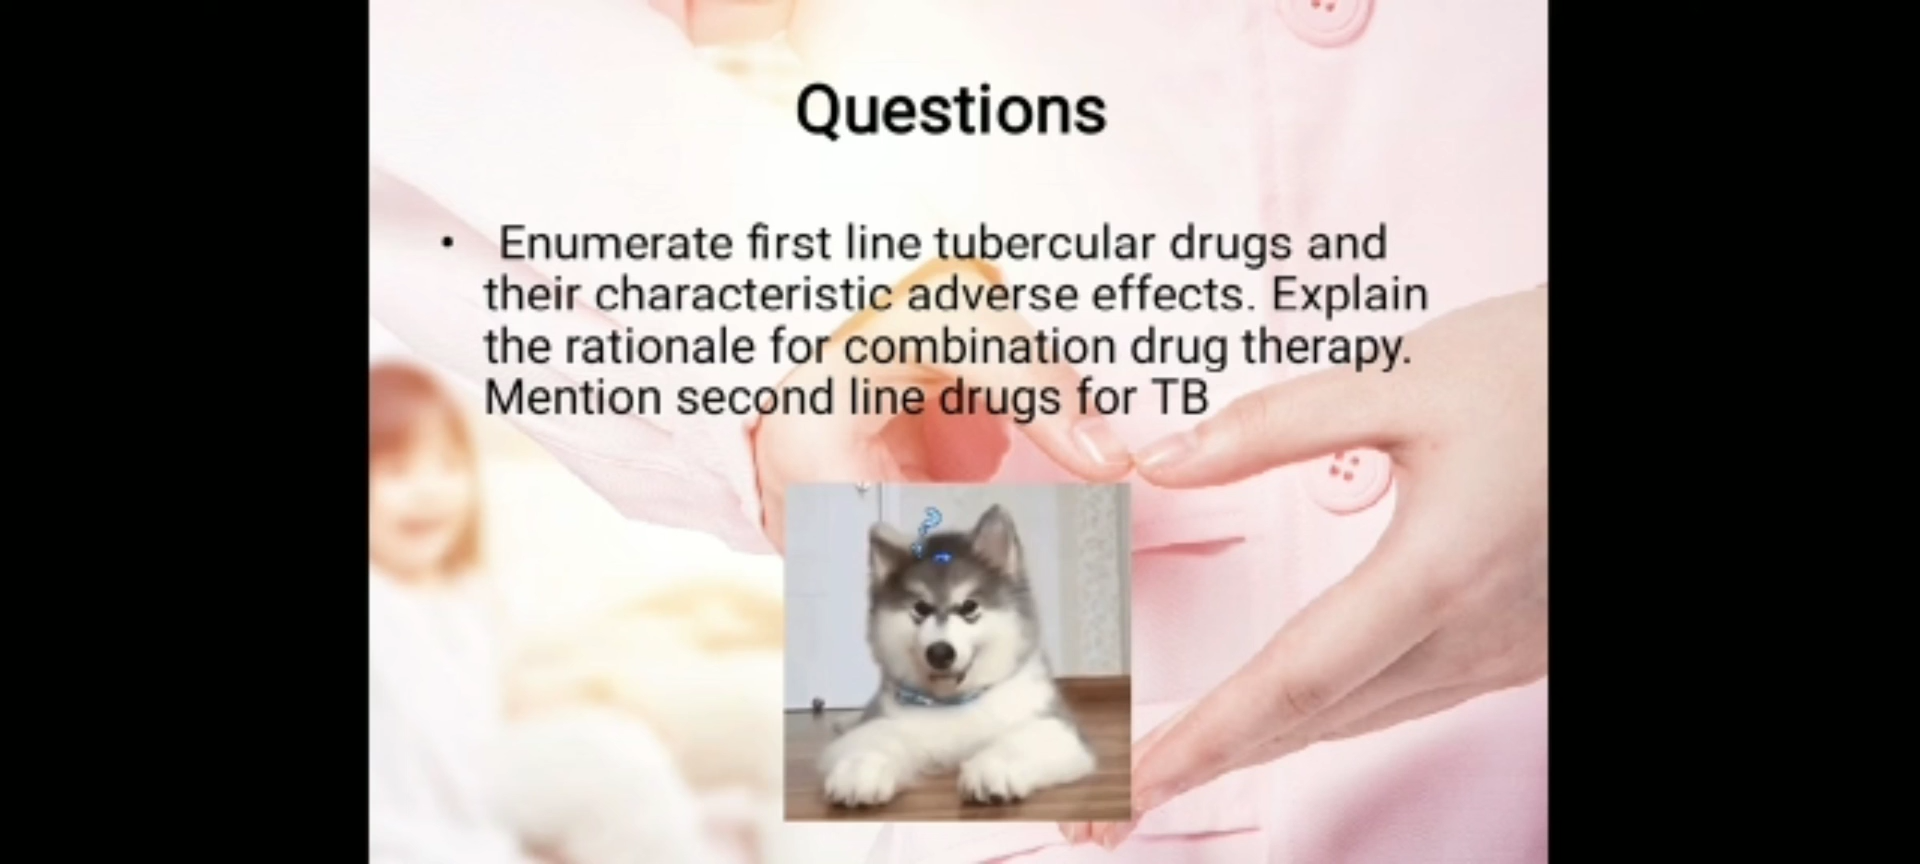 Questions
• Enumerate first line tubercular drugs and
their characteristic adverse effects. Explain
the rationale for combination drug therapy.
Mention second line drugs for TB